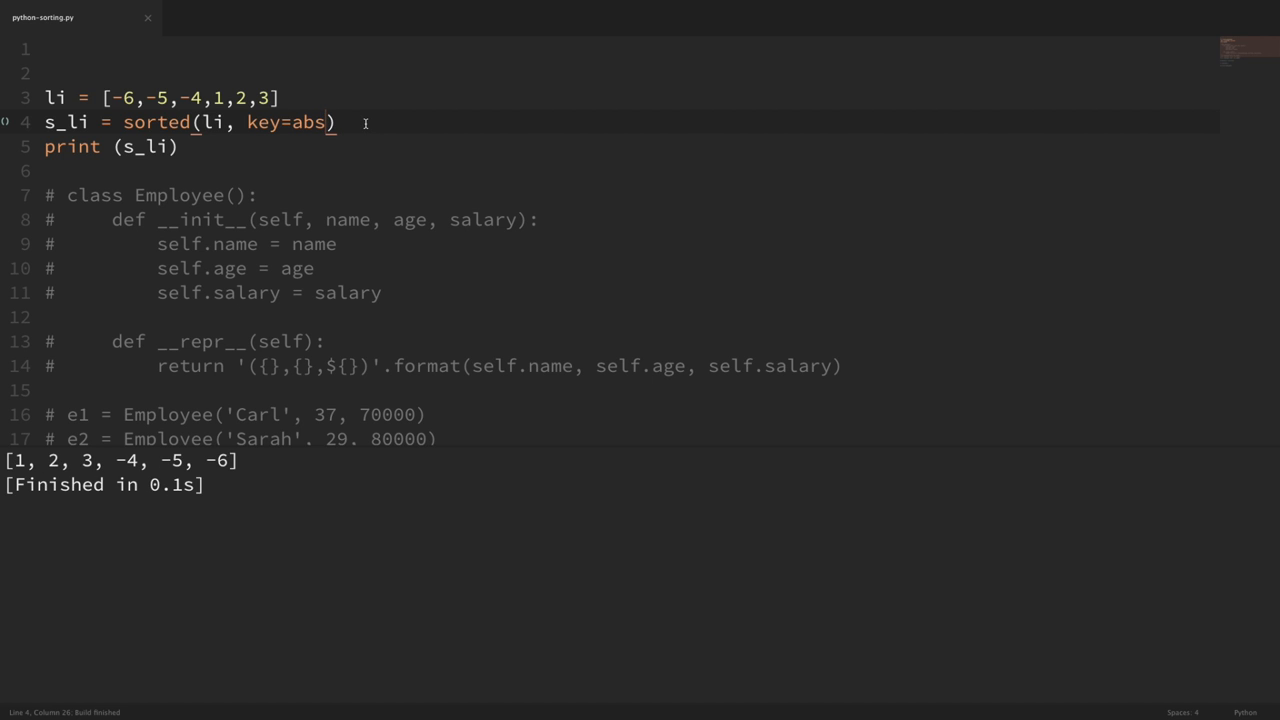 python-sorting.py
1
2
3 li = [-6,-5,-4,1,2,3]
() 4 s_li = sorted(li, key=abs)
5 print (s_li)
6
7 # class Employee():
8 #     def __init__(self, name, age, salary):
9 #         self.name = name
10 #         self.age = age
11 #         self.salary = salary
12
13 #     def __repr__(self):
14 #         return '({},{},${})'.format(self.name, self.age, self.salary)
15
16 # e1 = Employee('Carl', 37, 70000)
17 # e2 = Employee('Sarah', 29, 80000)
[1, 2, 3, -4, -5, -6]
[Finished in 0.1s]
Line 4, Column 26; Build finished
Spaces: 4
Python